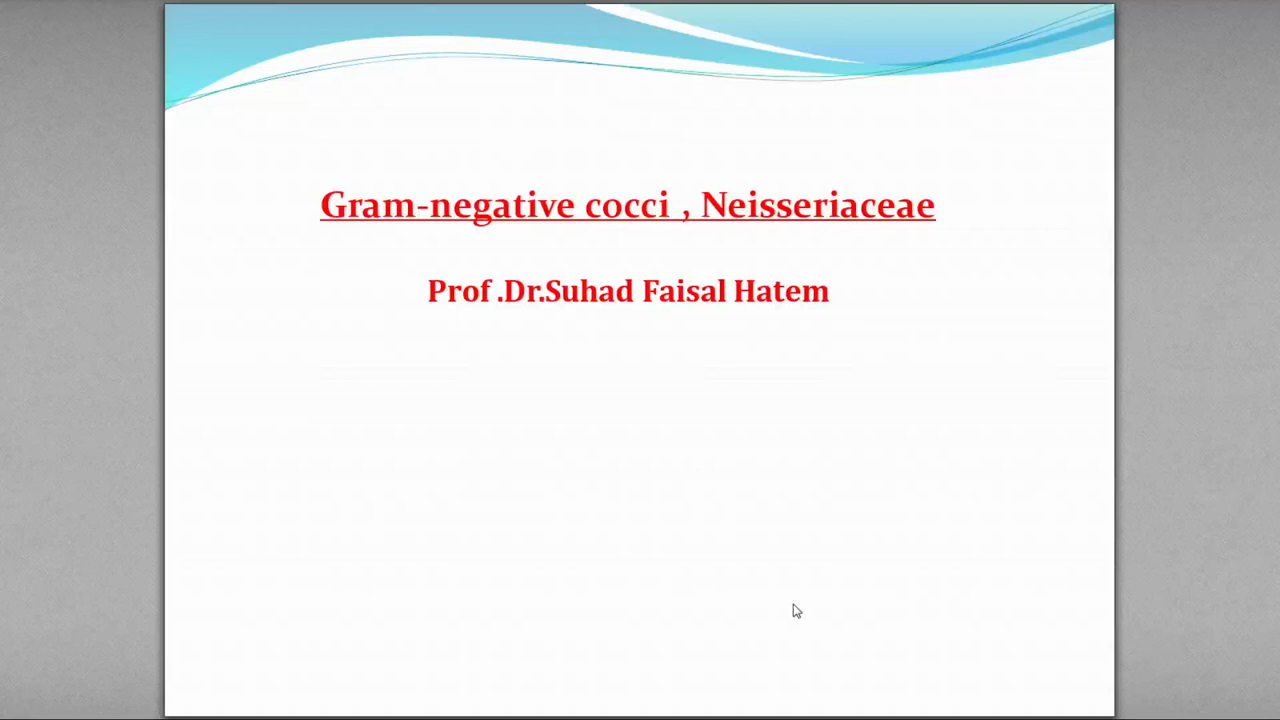 Gram-negative cocci , Neisseriaceae
Prof .Dr.Suhad Faisal Hatem